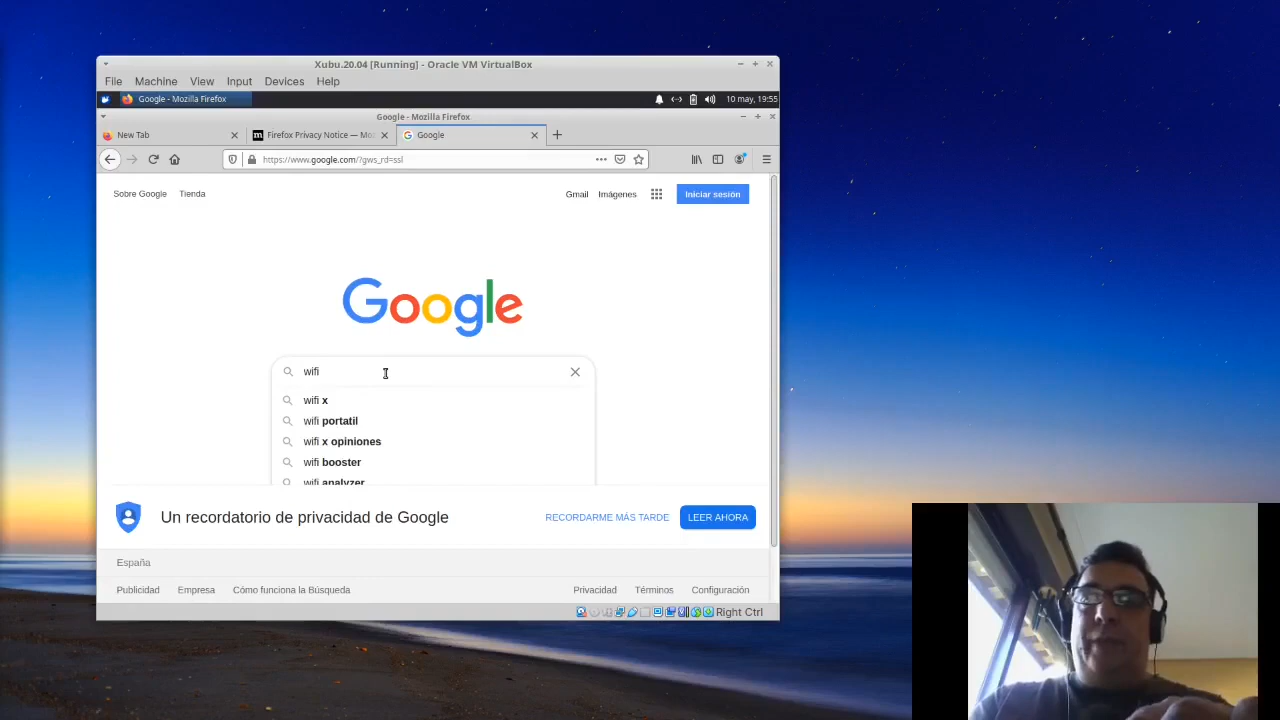 Xubu.20.04 [Running] - Oracle VM VirtualBox
File Machine View Input Devices Help
Google - Mozilla Firefox 10 may, 19:55
Google - Mozilla Firefox
New Tab Firefox Privacy Notice — Moz Google
https://www.google.com/?gws_rd=ssl
Sobre Google Tienda Gmail Imágenes Iniciar sesión
Google
wifi
wifi x
wifi portatil
wifi x opiniones
wifi booster
wifi analyzer
Un recordatorio de privacidad de Google RECORDARME MÁS TARDE LEER AHORA
España
Publicidad Empresa Cómo funciona la Búsqueda Privacidad Términos Configuración
Right Ctrl